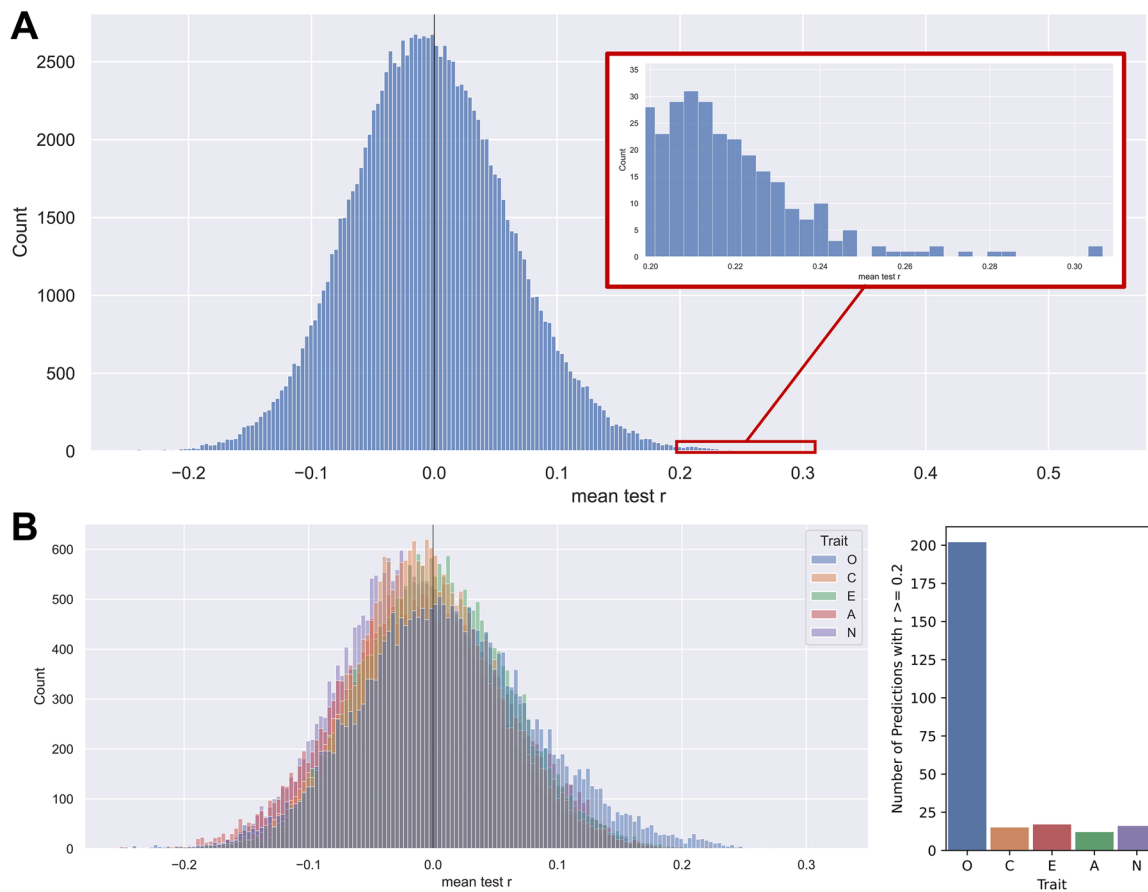 A
Count
2500
2000
1500
1000
500
0
−0.2
−0.1
0.0
0.1
0.2
0.3
0.4
0.5
mean test r
Count
35
30
25
20
15
10
5
0
0.20
0.22
0.24
0.26
0.28
0.30
mean test r
B
Count
600
500
400
300
200
100
0
−0.2
−0.1
0.0
0.1
0.2
0.3
mean test r
Trait
O
C
E
A
N
Number of Predictions with r >= 0.2
200
175
150
125
100
75
50
25
0
O
C
E
A
N
Trait